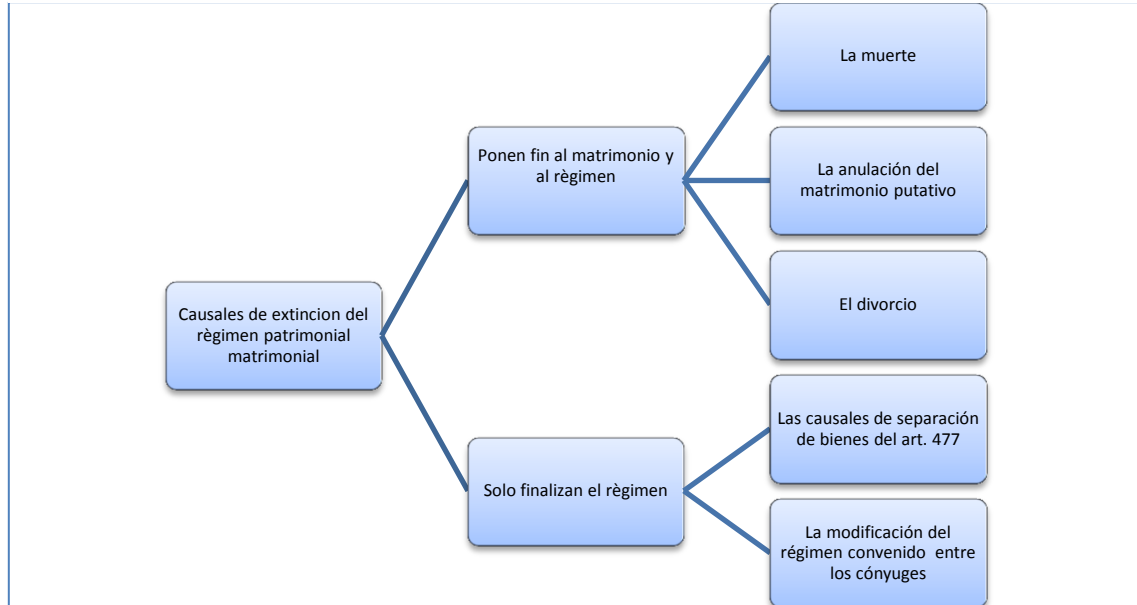 La muerte
Ponen fin al matrimonio y
al règimen
La anulación del
matrimonio putativo
El divorcio
Causales de extincion del
règimen patrimonial
matrimonial
Las causales de separación
de bienes del art. 477
Solo finalizan el règimen
La modificación del
régimen convenido entre
los cónyuges